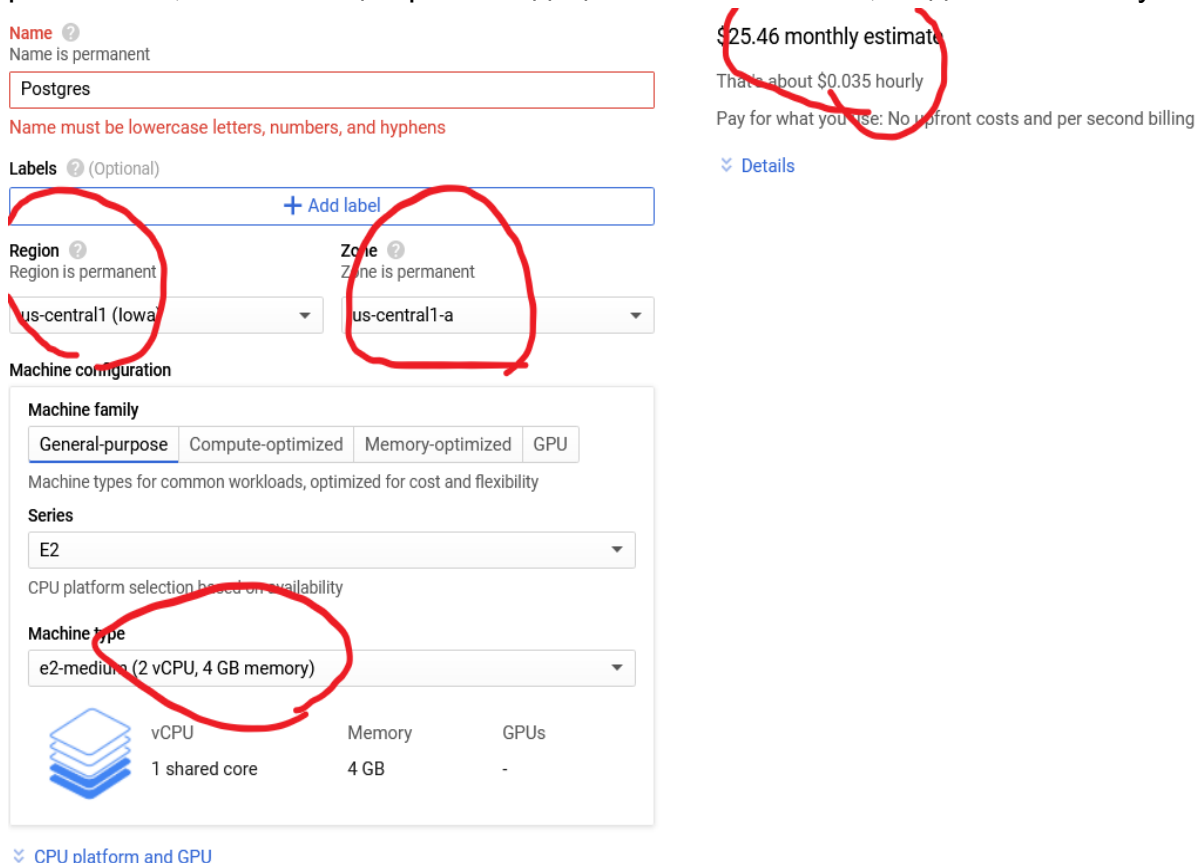 Name
Name is permanent
Postgres
Name must be lowercase letters, numbers, and hyphens
Labels (Optional)
+ Add label
Region
Region is permanent
us-central1 (Iowa)
Zone
Zone is permanent
us-central1-a
Machine configuration
Machine family
General-purpose Compute-optimized Memory-optimized GPU
Machine types for common workloads, optimized for cost and flexibility
Series
E2
CPU platform selection based on availability
Machine type
e2-medium (2 vCPU, 4 GB memory)
vCPU Memory GPUs
1 shared core 4 GB -
CPU platform and GPU
$25.46 monthly estimate
That's about $0.035 hourly
Pay for what you use: No upfront costs and per second billing
Details